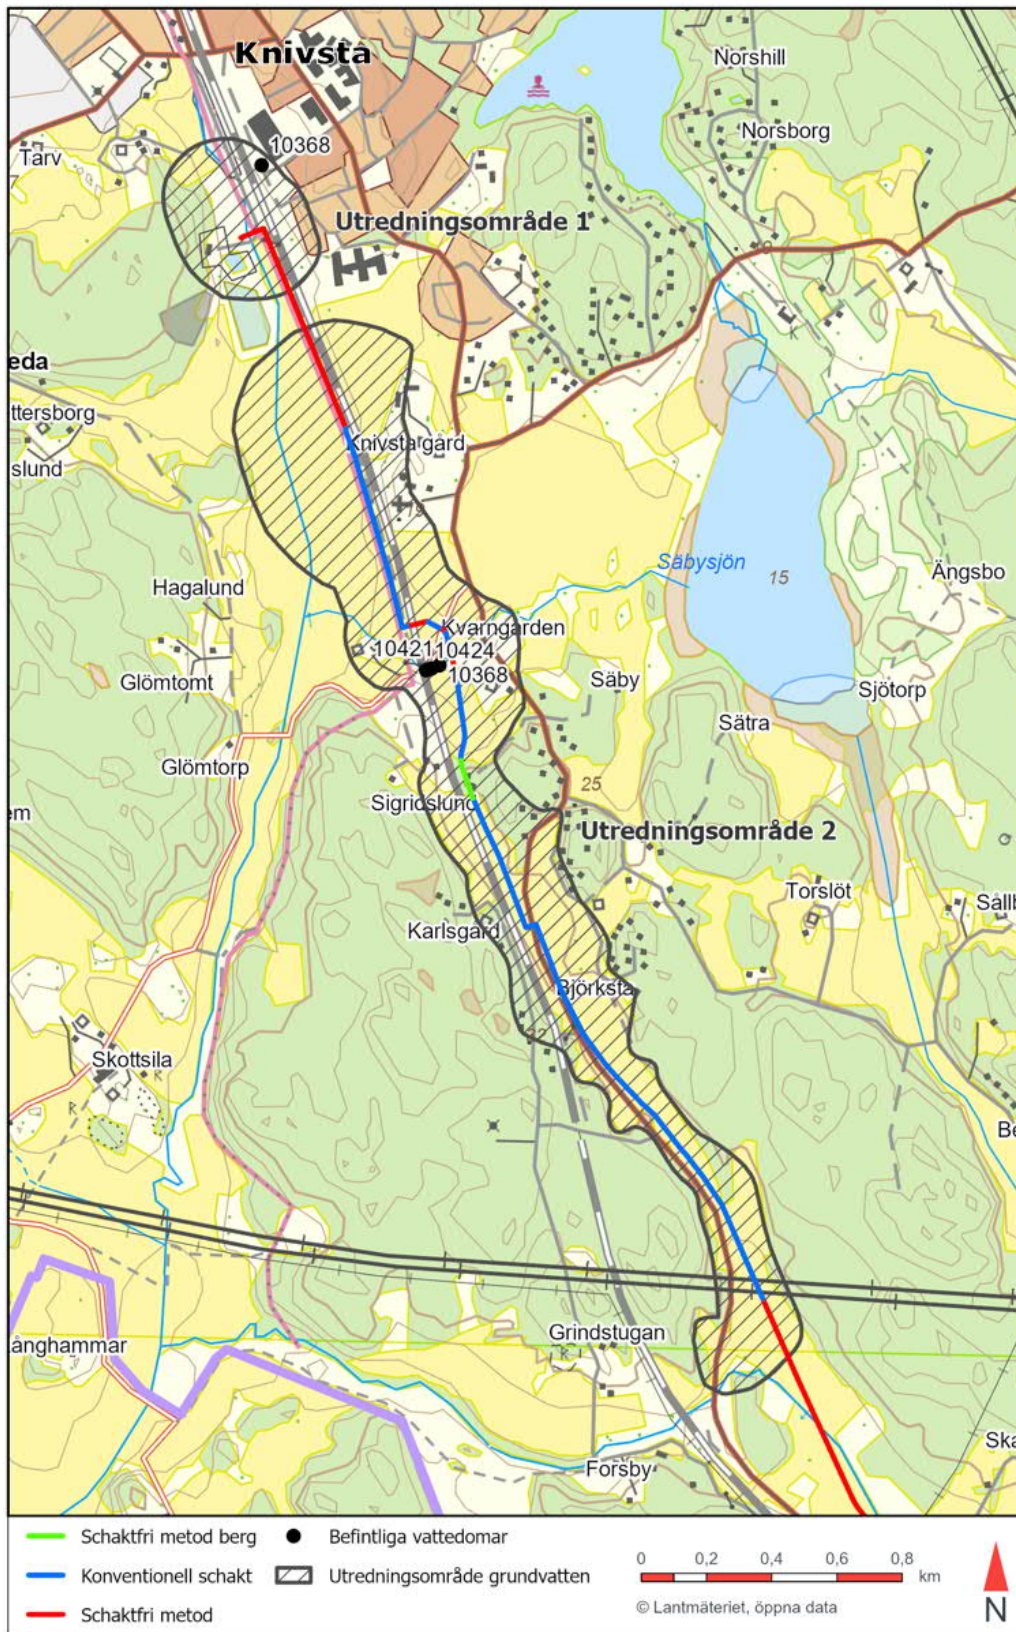 Knivsta
Norshill
10368
Norsborg
Tarv
Utredningsområde 1
eda
ttersborg
Knivsta gård
slund
Säbysjön
15
Ängsbo
Hagalund
Kvarngården
10421
10424
10368
Säby
Glömtomt
Sjötorp
Sätra
Glömtorp
25
Sigridslund
em
Utredningsområde 2
Torslöt
Sållb
Karlsgård
Björksta
Skottsila
R
R
Be
Grindstugan
ånghammar
R
Ska
Forsby
Schaktfri metod berg
Befintliga vattedomar
Konventionell schakt
Utredningsområde grundvatten
Schaktfri metod
0 0,2 0,4 0,6 0,8
km
© Lantmäteriet, öppna data
N